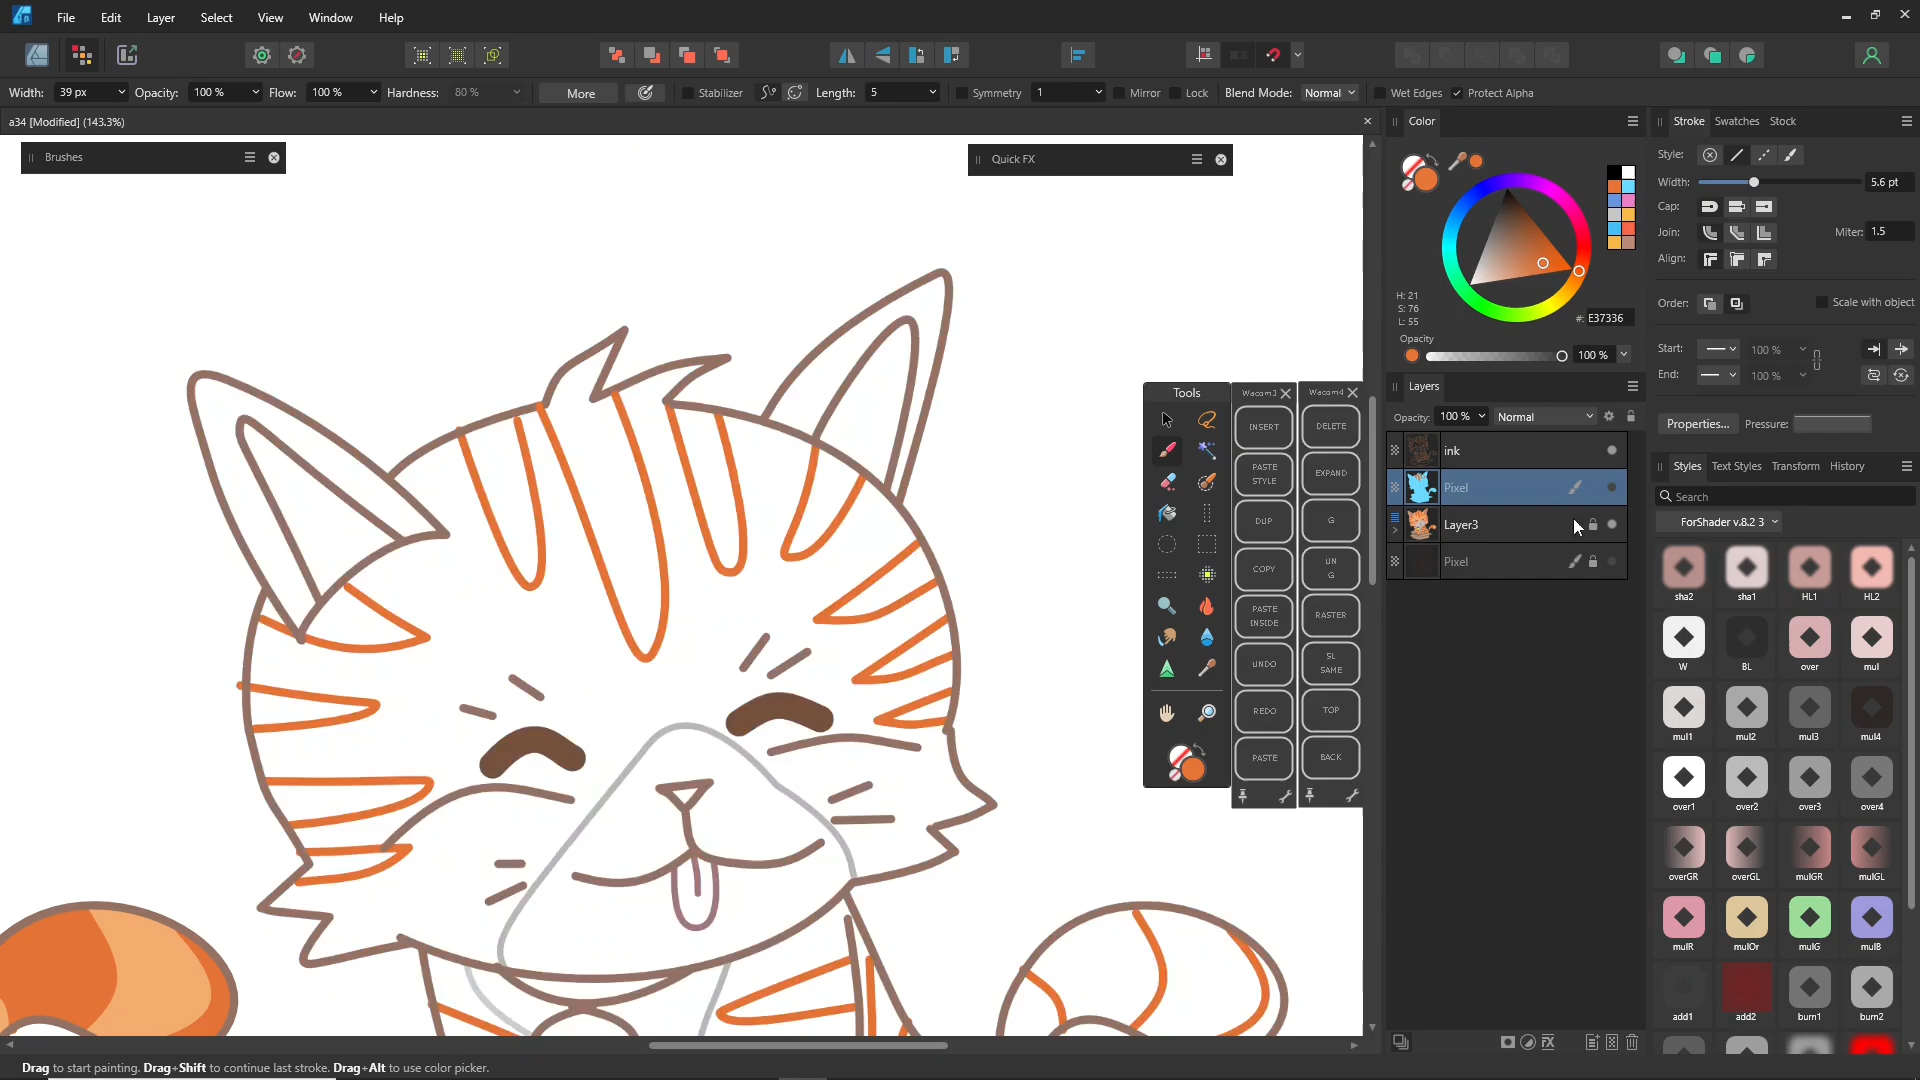 File Edit Layer Select View Window Help
Width: 39 px Opacity: 100 % Flow: 100 % Hardness: 80 % More Stabilizer Length: 5 Symmetry 1 Mirror Lock Blend Mode: Normal Wet Edges Protect Alpha
a34 [Modified] (143.3%)
Brushes
Quick FX
Color
H: 21
S: 76
L: 55
#: E37336
Opacity
100 %
Stroke Swatches Stock
Style:
Width: 5.6 pt
Cap:
Join: Miter: 1.5
Align:
Order: Scale with object
Start: 100 %
End: 100 %
Properties... Pressure:
Layers
Opacity: 100 % Normal
ink
Pixel
Layer3
Pixel
Tools
Wacom4
INSERT DELETE
PASTE STYLE EXPAND
DUP G
COPY UN G
PASTE INSIDE RASTER
UNDO SL SAME
REDO TOP
PASTE BACK
Styles Text Styles Transform History
Search
ForShader v.8.2 3
sha2 sha1 HL1 HL2
W BL over mul
mul1 mul2 mul3 mul4
over1 over2 over3 over4
overGR overGL mulGR mulGL
mulR mulOr mulG mulB
add1 add2 burn1 burn2
Drag to start painting. Drag+Shift to continue last stroke. Drag+Alt to use color picker.